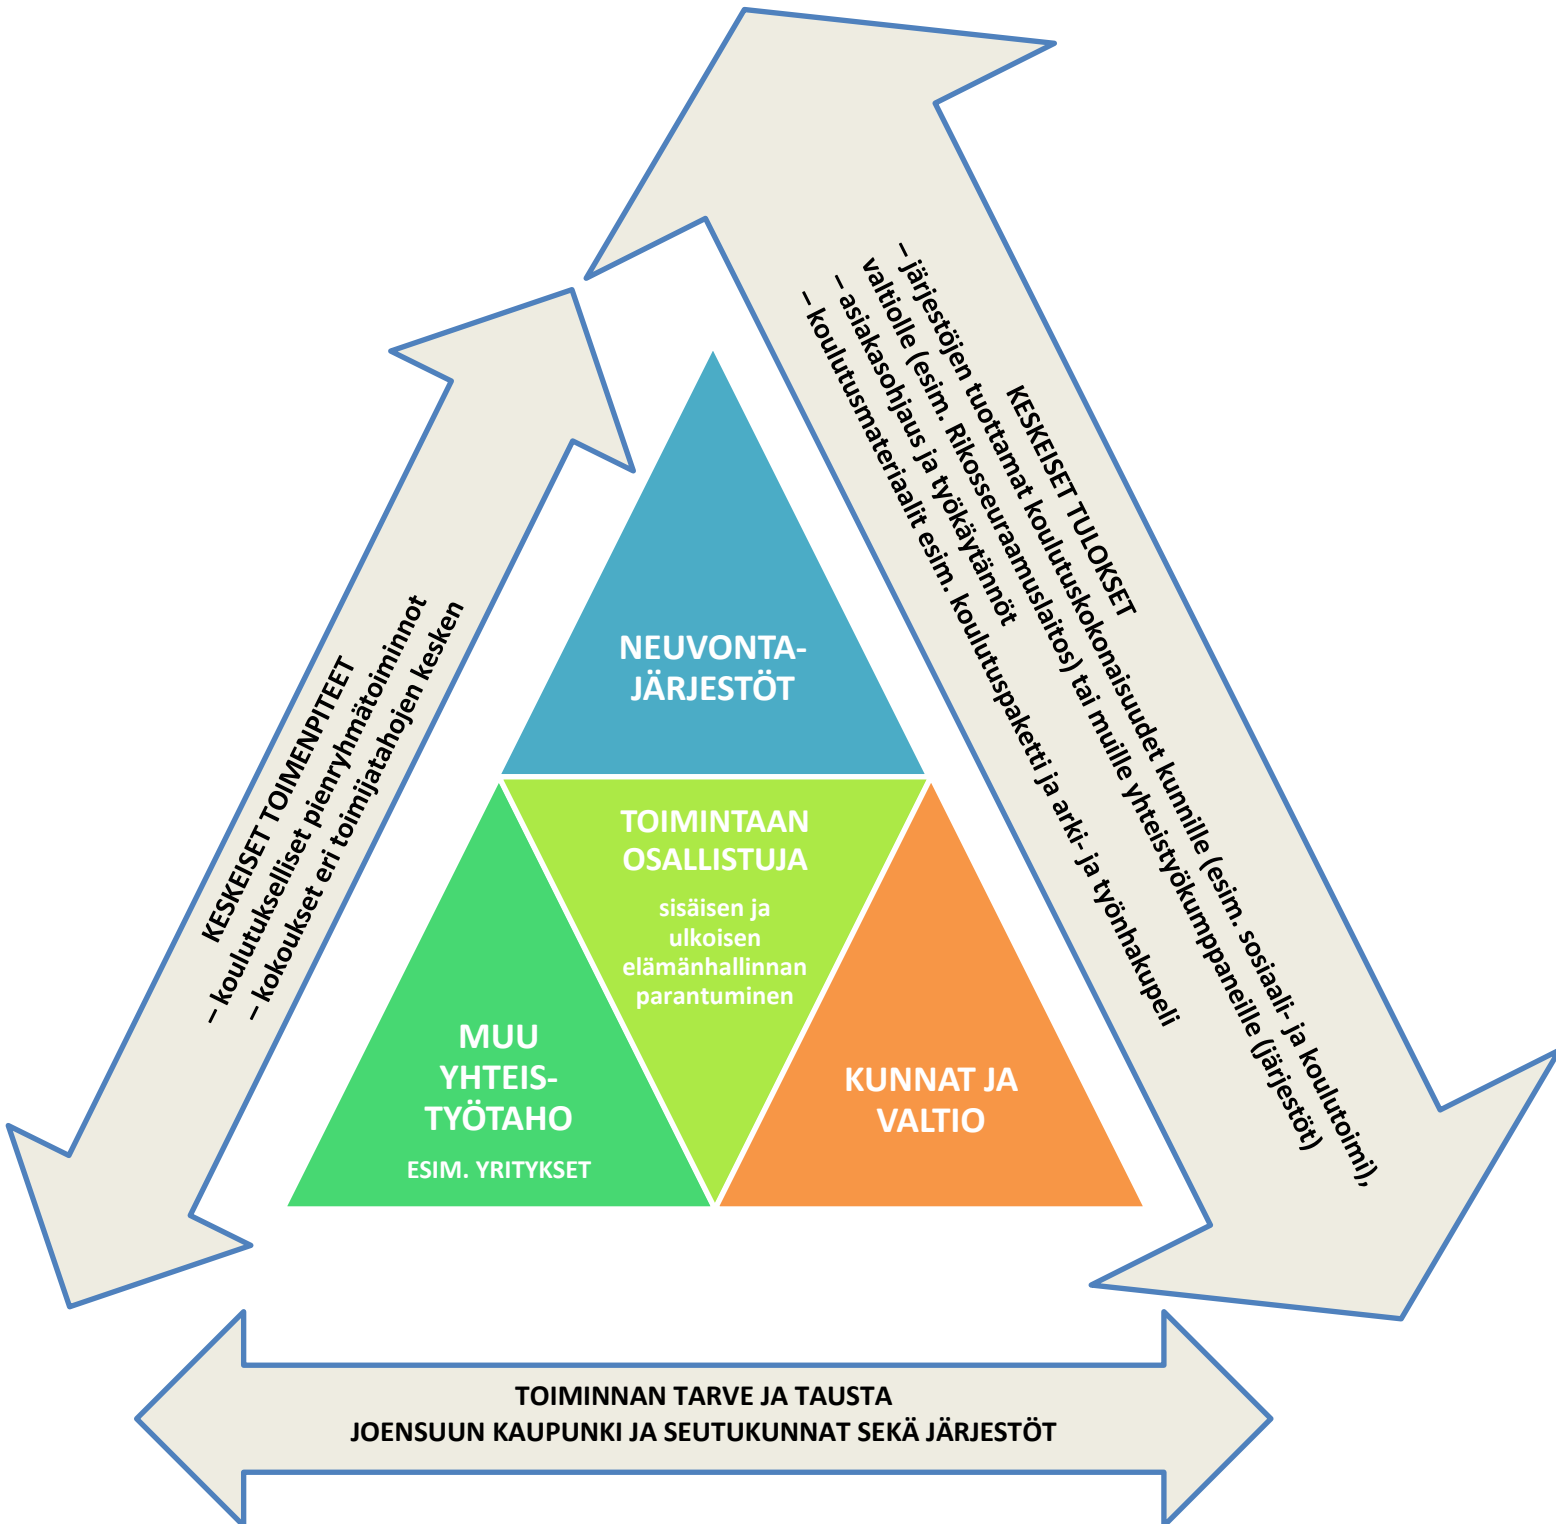 KESKEISET TULOKSET
– järjestöjen tuottamat koulutuskokonaisuudet kunnille (esim. sosiaali- ja koulutoimi),
valtiolle (esim. Rikosseuraamuslaitos) tai muille yhteistyökumppaneille (järjestöt)
– asiakasohjaus ja työkäytännöt
– koulutusmateriaalit esim. koulutuspaketti ja arki- ja työnhakupeli
KESKEISET TOIMENPITEET
– koulutukselliset pienryhmätoiminnot
– kokoukset eri toimijatahojen kesken
NEUVONTA-
JÄRJESTÖT
TOIMINTAAN
OSALLISTUJA
sisäisen ja
ulkoisen
elämänhallinnan
parantuminen
MUU
YHTEIS-
TYÖTAHO
ESIM. YRITYKSET
KUNNAT JA
VALTIO
TOIMINNAN TARVE JA TAUSTA
JOENSUUN KAUPUNKI JA SEUTUKUNNAT SEKÄ JÄRJESTÖT